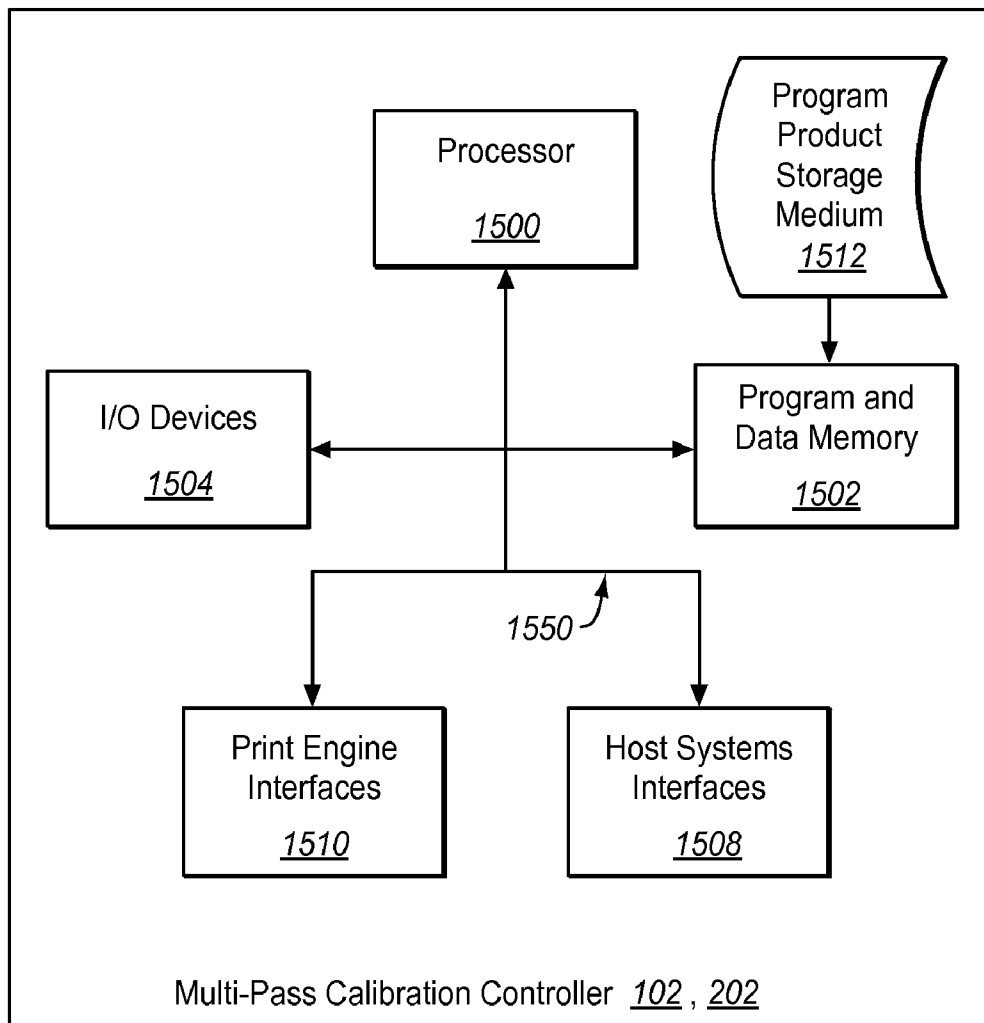 Processor
1500
Program
Product
Storage
Medium
1512
I/O Devices
1504
Program and
Data Memory
1502
1550
Print Engine
Interfaces
1510
Host Systems
Interfaces
1508
Multi-Pass Calibration Controller 102 , 202